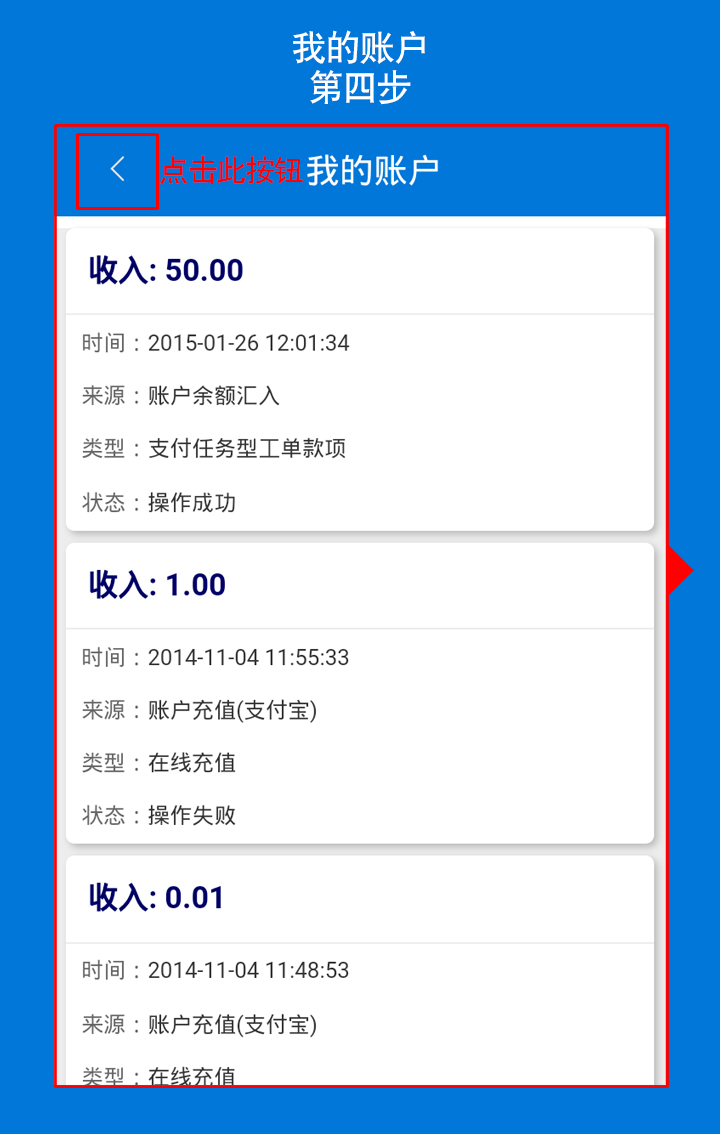 我的账户
第四步
点击此按钮 我的账户
收入: 50.00
时间：2015-01-26 12:01:34
来源：账户余额汇入
类型：支付任务型工单款项
状态：操作成功
收入: 1.00
时间：2014-11-04 11:55:33
来源：账户充值(支付宝)
类型：在线充值
状态：操作失败
收入: 0.01
时间：2014-11-04 11:48:53
来源：账户充值(支付宝)
类型：在线充值